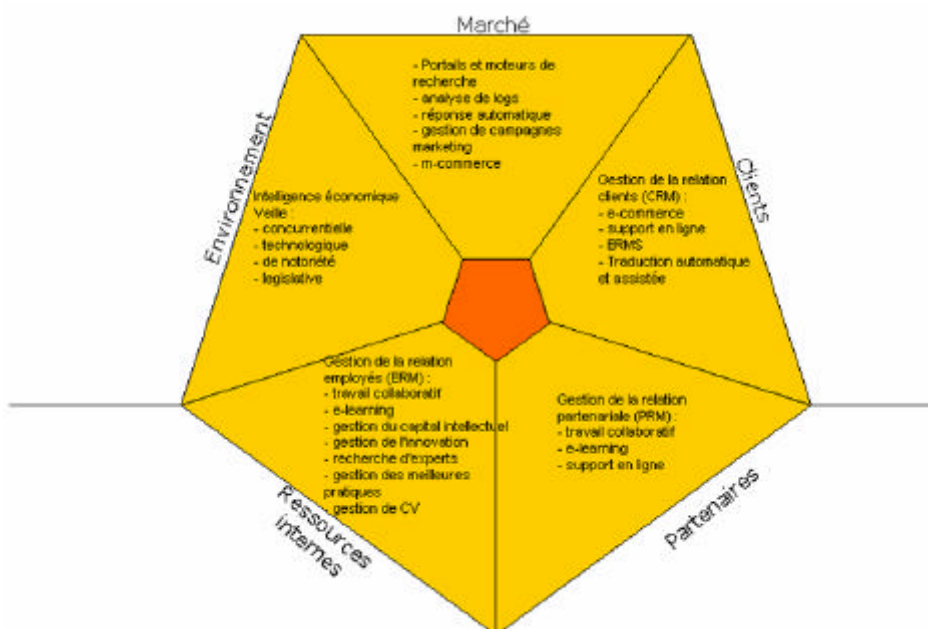 Marché
- Portails et moteurs de
recherche
- analyse de logs
- réponse automatique
- gestion de campagnes
marketing
- m-commerce
Environnement
Intelligence économique
Veille :
- concurrentielle
- technologique
- de notoriété
- legislative
Clients
Gestion de la relation
clients (CRM) :
- e-commerce
- support en ligne
- ERMS
- Traduction automatique
et assistée
Gestion de la relation
employés (ERM) :
- travail collaboratif
- e-learning
- gestion du capital intellectuel
- gestion de l'innovation
- recherche d'experts
- gestion des meilleures
pratiques
- gestion de CV
Ressources
internes
Gestion de la relation
partenariale (PRM) :
- travail collaboratif
- e-learning
- support en ligne
Partenaires